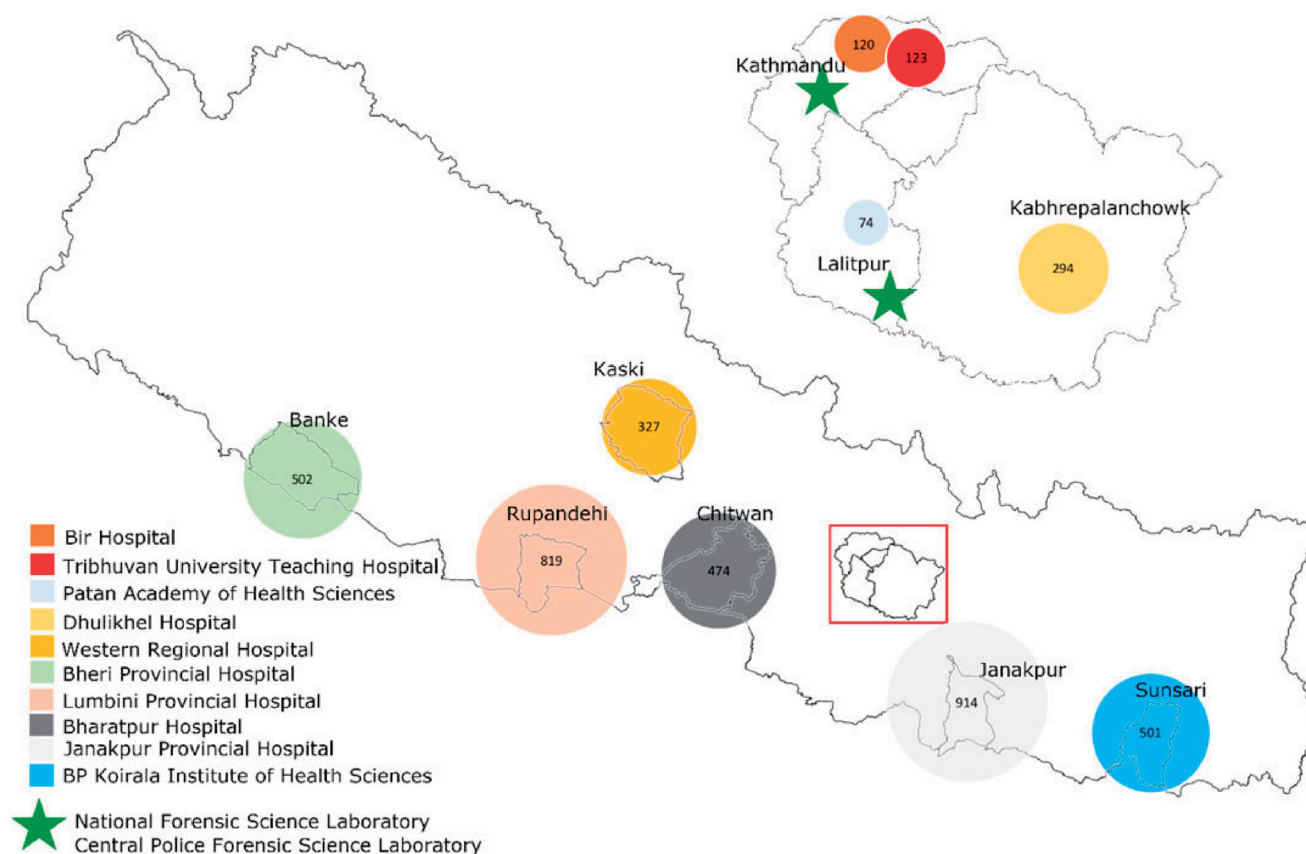 120
123
Kathmandu
74
Lalitpur
Kabhrepalanchowk
294
Kaski
327
Banke
502
Rupandehi
819
Chitwan
474
Janakpur
914
Sunsari
501
Bir Hospital
Tribhuvan University Teaching Hospital
Patan Academy of Health Sciences
Dhulikhel Hospital
Western Regional Hospital
Bheri Provincial Hospital
Lumbini Provincial Hospital
Bharatpur Hospital
Janakpur Provincial Hospital
BP Koirala Institute of Health Sciences
National Forensic Science Laboratory
Central Police Forensic Science Laboratory